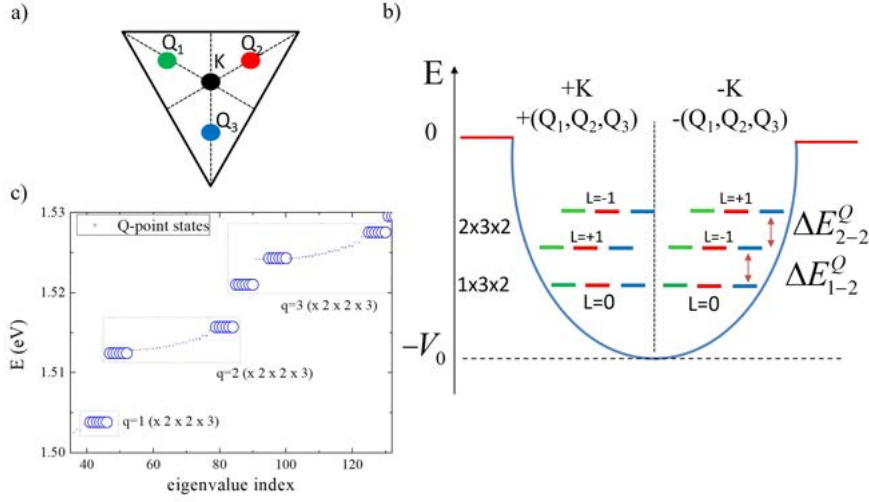 a)
Q1
Q2
K
Q3
b)
E
0
-V0
+K
+(Q1,Q2,Q3)
-K
-(Q1,Q2,Q3)
L=-1
L=+1
2x3x2
L=+1
L=-1
1x3x2
L=0
L=0
ΔE^Q_2-2
ΔE^Q_1-2
c)
1.53
Q-point states
1.52
q=3 (x 2 x 2 x 3)
1.51
q=2 (x 2 x 2 x 3)
q=1 (x 2 x 2 x 3)
1.50
E (eV)
40
60
80
100
120
eigenvalue index